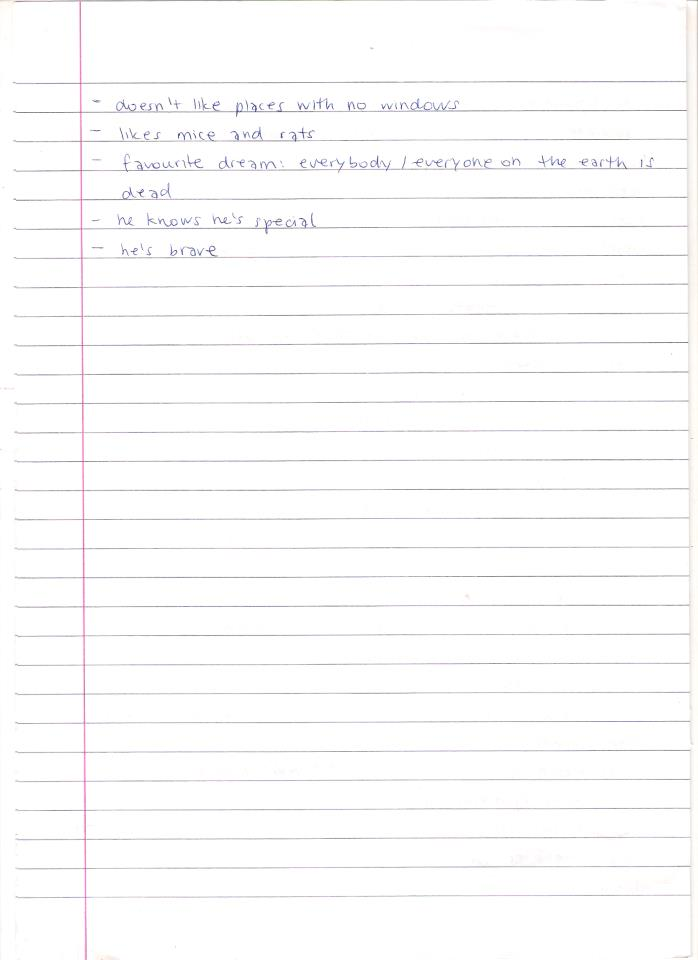 - doesn't like places with no windows
- likes mice and rats
- favourite dream: everybody / everyone on the earth is
dead
- he knows he's special
- he's brave